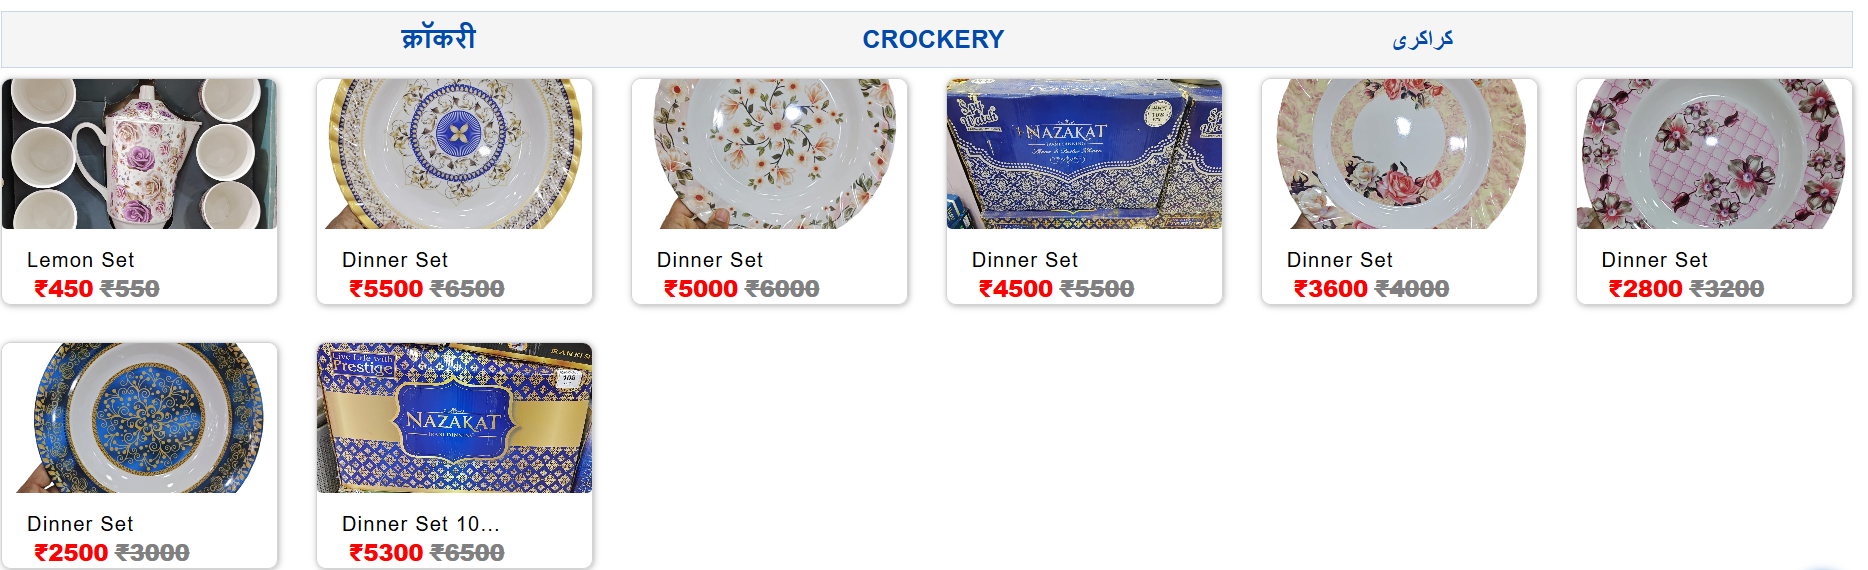 क्रॉकरी CROCKERY کراکری
Lemon Set
₹450 ₹550
Dinner Set
₹5500 ₹6500
Dinner Set
₹5000 ₹6000
NAZAKAT
Dinner Set
₹4500 ₹5500
Dinner Set
₹3600 ₹4000
Dinner Set
₹2800 ₹3200
Dinner Set
₹2500 ₹3000
Live Life with
Prestige
108
NAZAKAT
Dinner Set 10...
₹5300 ₹6500